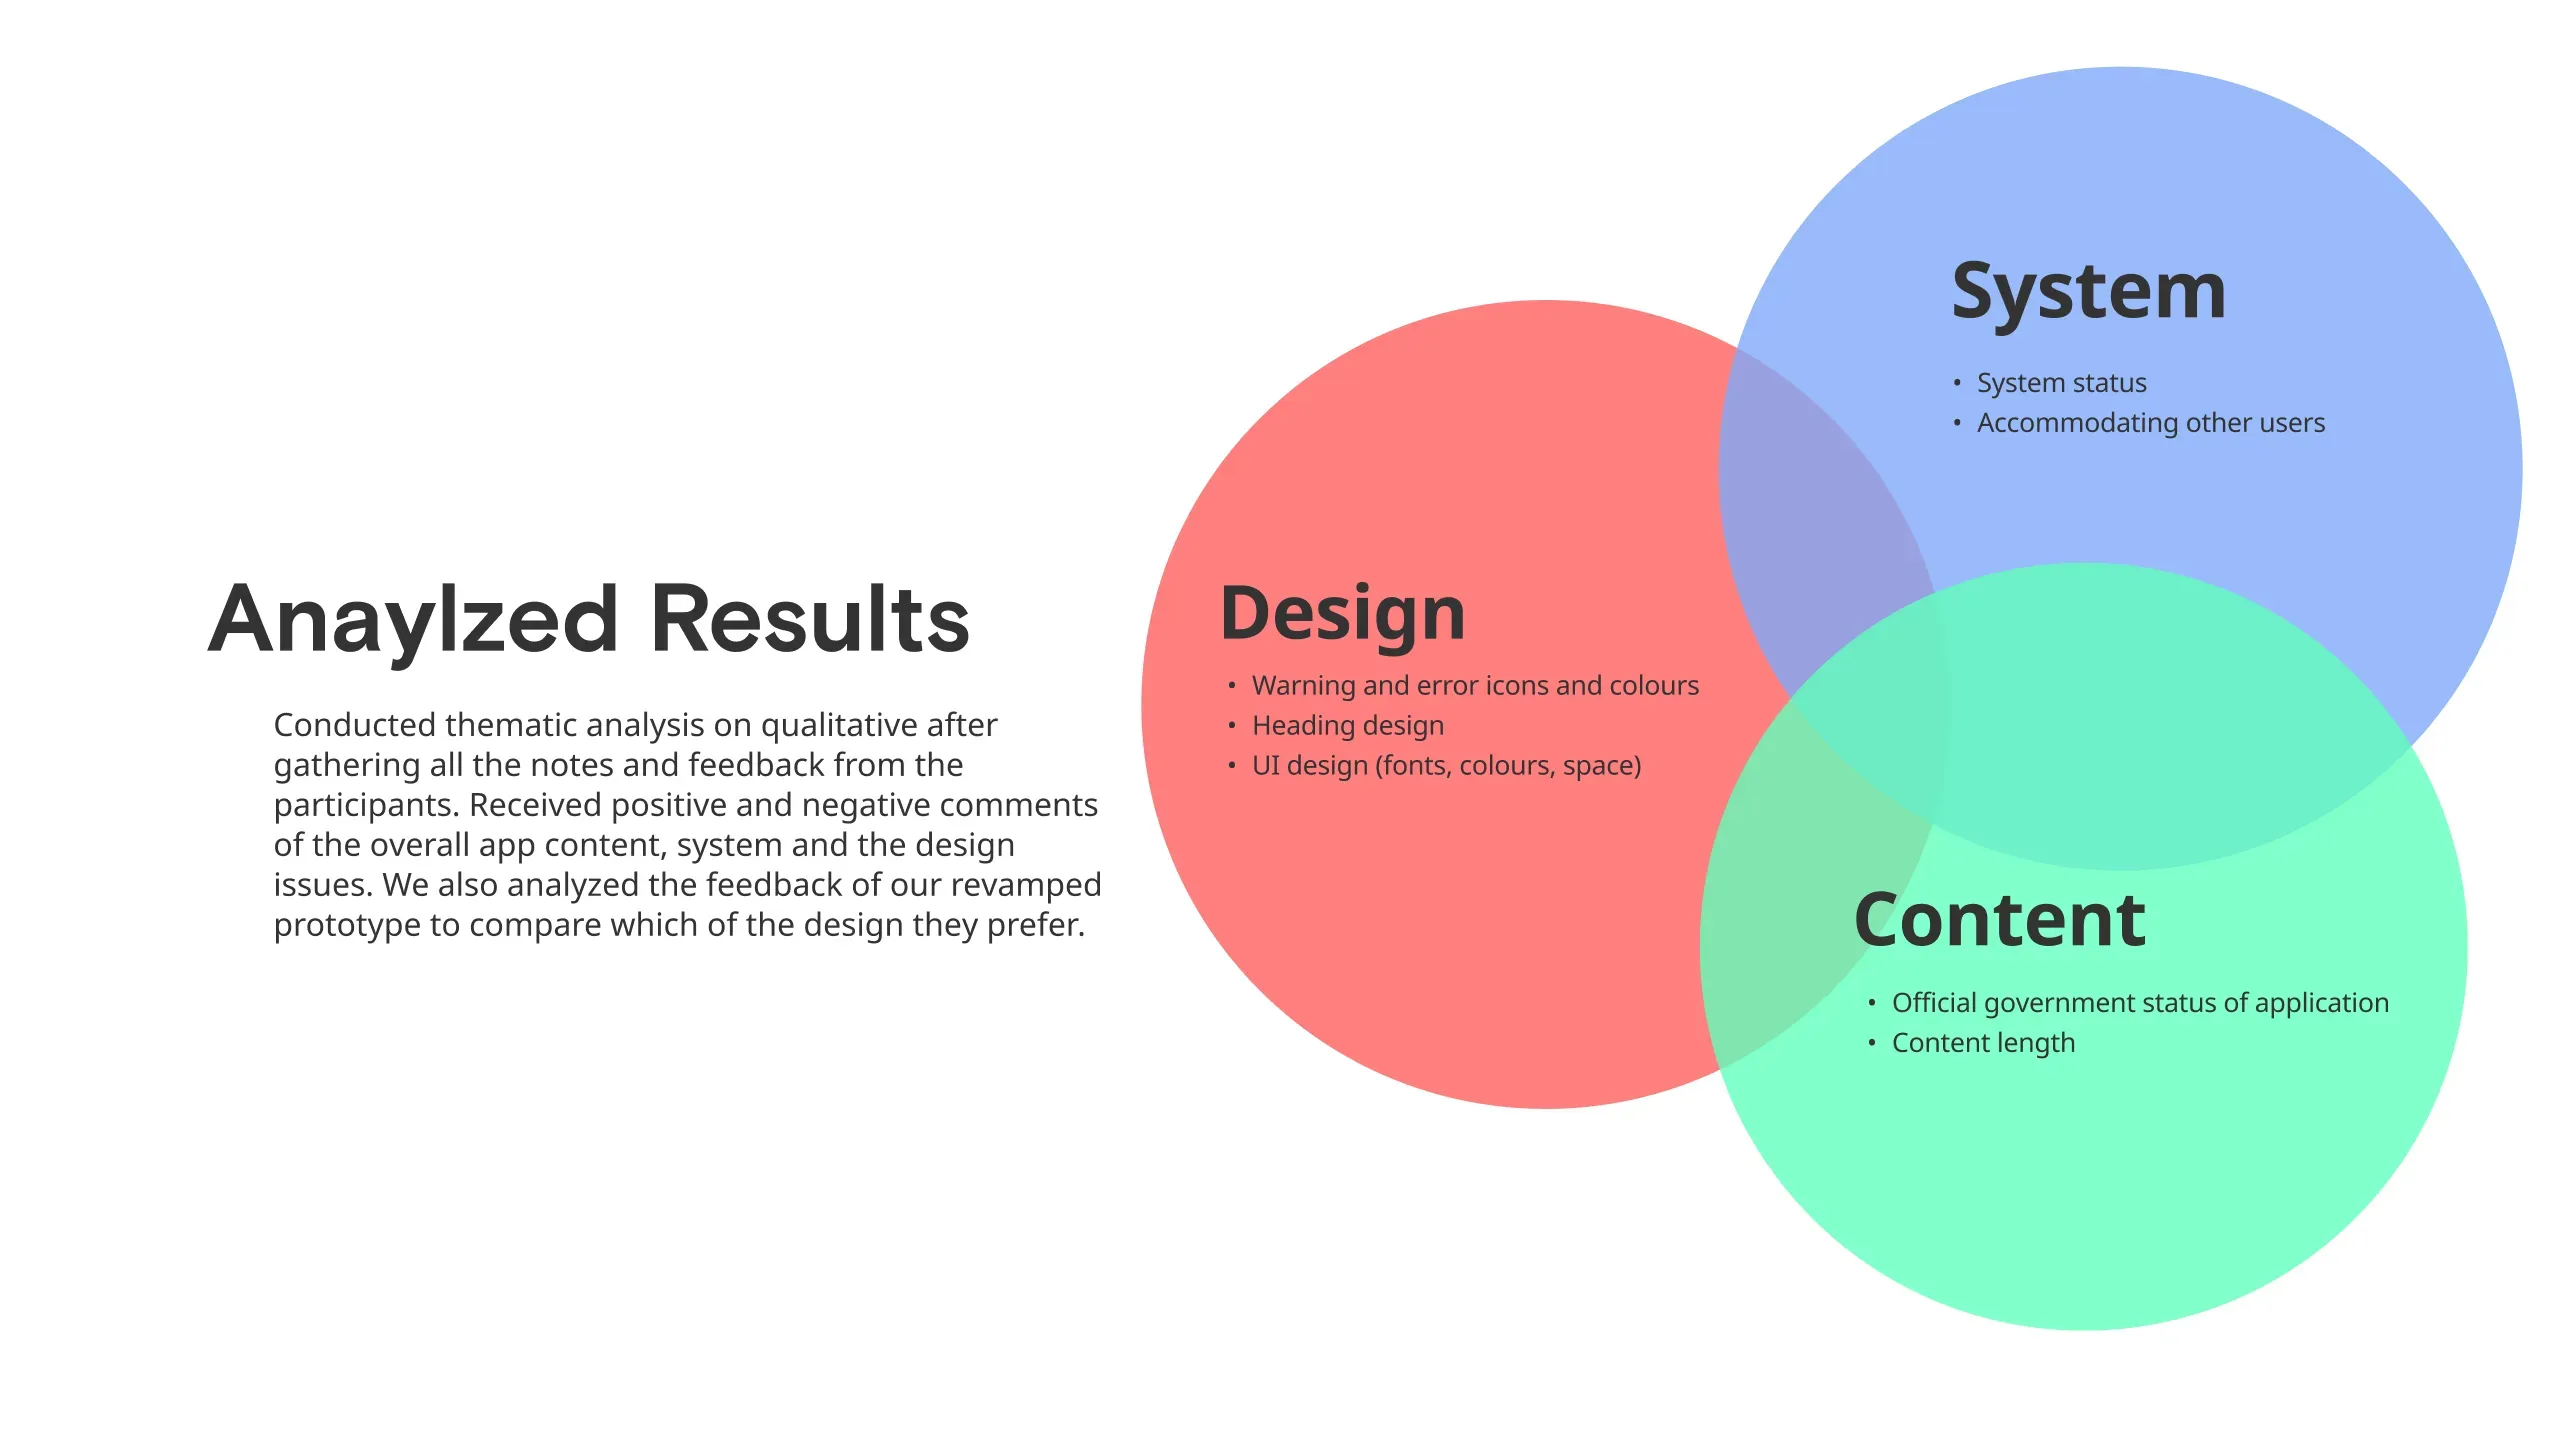 Anaylzed Results
Conducted thematic analysis on qualitative after
gathering all the notes and feedback from the
participants. Received positive and negative comments
of the overall app content, system and the design
issues. We also analyzed the feedback of our revamped
prototype to compare which of the design they prefer.
Design
• Warning and error icons and colours
• Heading design
• UI design (fonts, colours, space)
System
• System status
• Accommodating other users
Content
• Official government status of application
• Content length